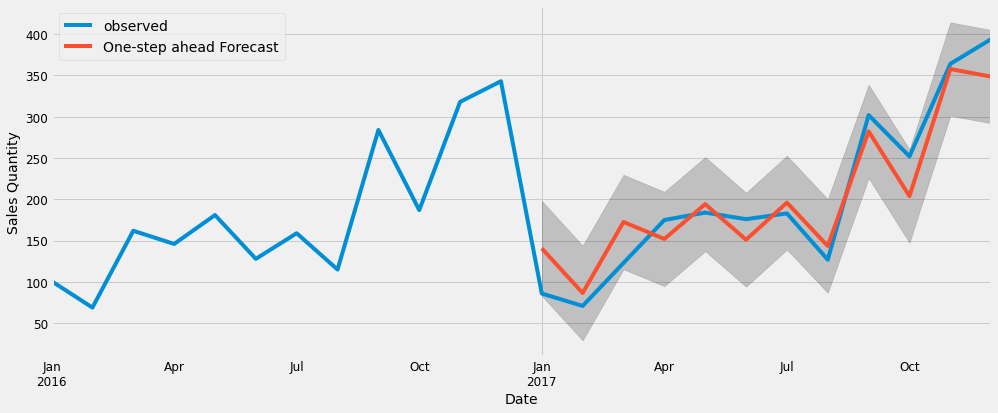 observed
One-step ahead Forecast
400
350
300
250
200
150
100
50
Sales Quantity
Jan Apr Jul Oct Jan Apr Jul Oct
2016 2017
Date